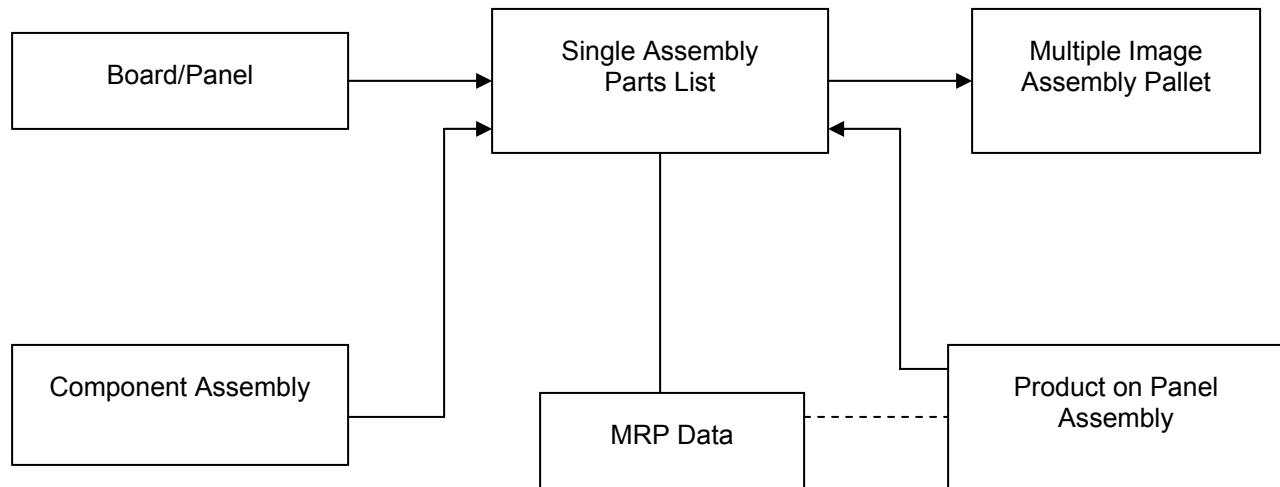 Board/Panel
Single Assembly
Parts List
Multiple Image
Assembly Pallet
Component Assembly
MRP Data
Product on Panel
Assembly